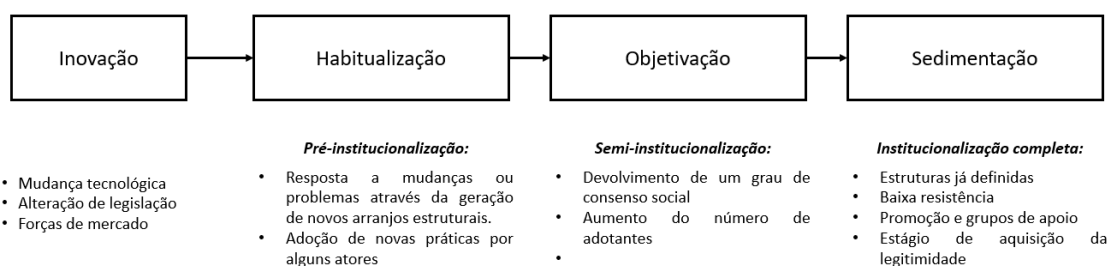 Inovação
Habitualização
Objetivação
Sedimentação
• Mudança tecnológica
• Alteração de legislação
• Forças de mercado
Pré-institucionalização:
• Resposta a mudanças ou
problemas através da geração
de novos arranjos estruturais.
• Adoção de novas práticas por
alguns atores
Semi-institucionalização:
• Devolvimento de um grau de
consenso social
• Aumento do número de
adotantes
•
Institucionalização completa:
• Estruturas já definidas
• Baixa resistência
• Promoção e grupos de apoio
• Estágio de aquisição da
legitimidade